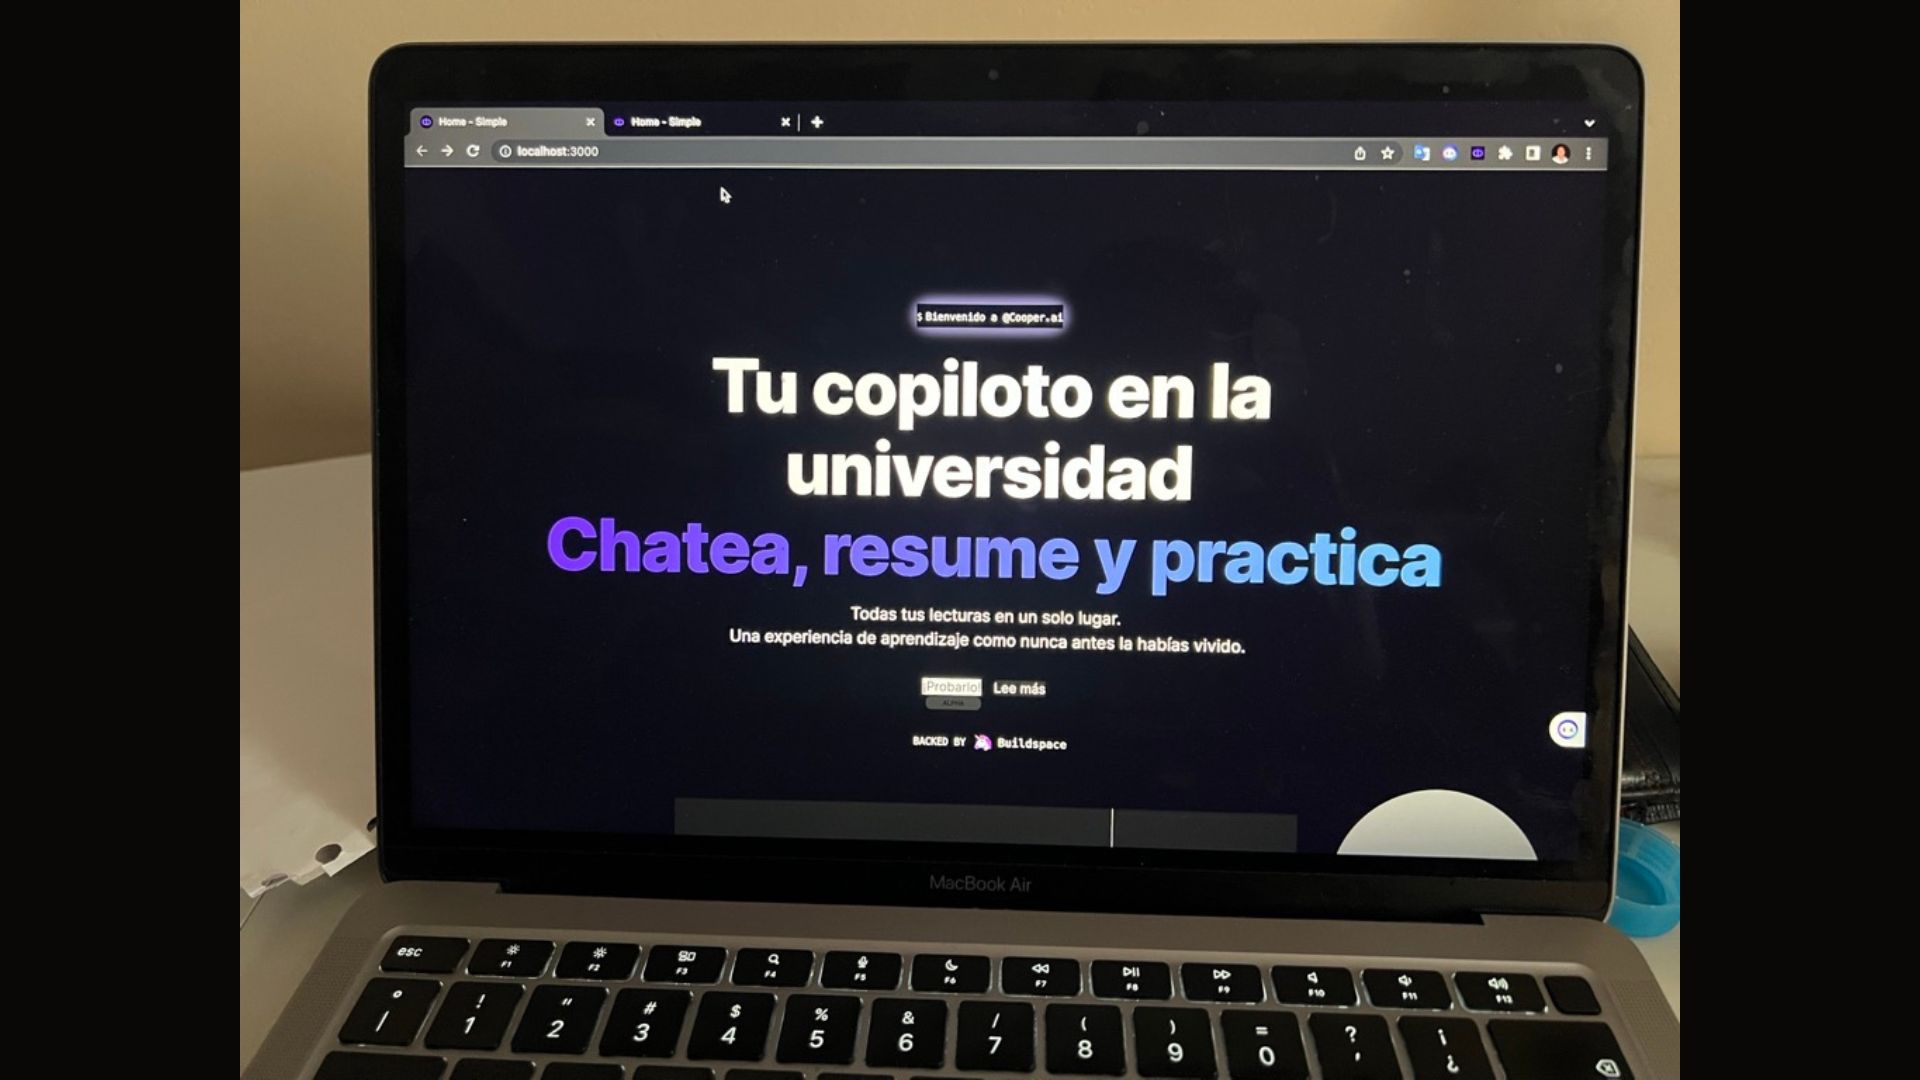 Home - Simple
Home - Simple
localhost:3000
$ Bienvenido a @Cooper.ai
Tu copiloto en la
universidad
Chatea, resume y practica
Todas tus lecturas en un solo lugar.
Una experiencia de aprendizaje como nunca antes la habías vivido.
¡Probarlo! Lee más
ALPHA
BACKED BY Buildspace
MacBook Air
esc F1 F2 F3 F4 F5 F6 F7 F8 F9 F10 F11 F12
° ! " # $ % & / ( ) = ? ¡
| 1 2 3 4 5 6 7 8 9 0 ' ¿